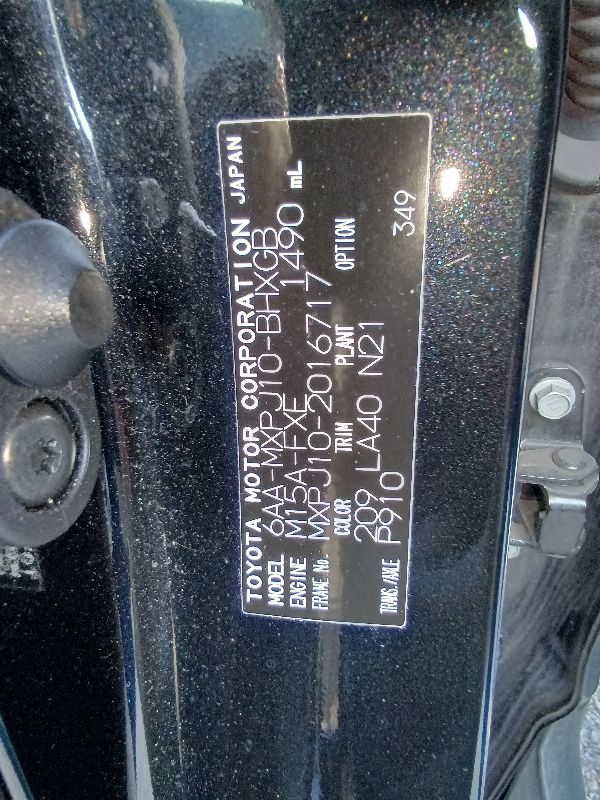 TOYOTA MOTOR CORPORATION JAPAN
MODEL 6AA-MXPJ10-BHXGB
ENGINE M15A-FXE 1490 mL
FRAME No. MXPJ10-2016717
COLOR TRIM PLANT OPTION
209 LA40 N21
TRANS./AXLE P910 349